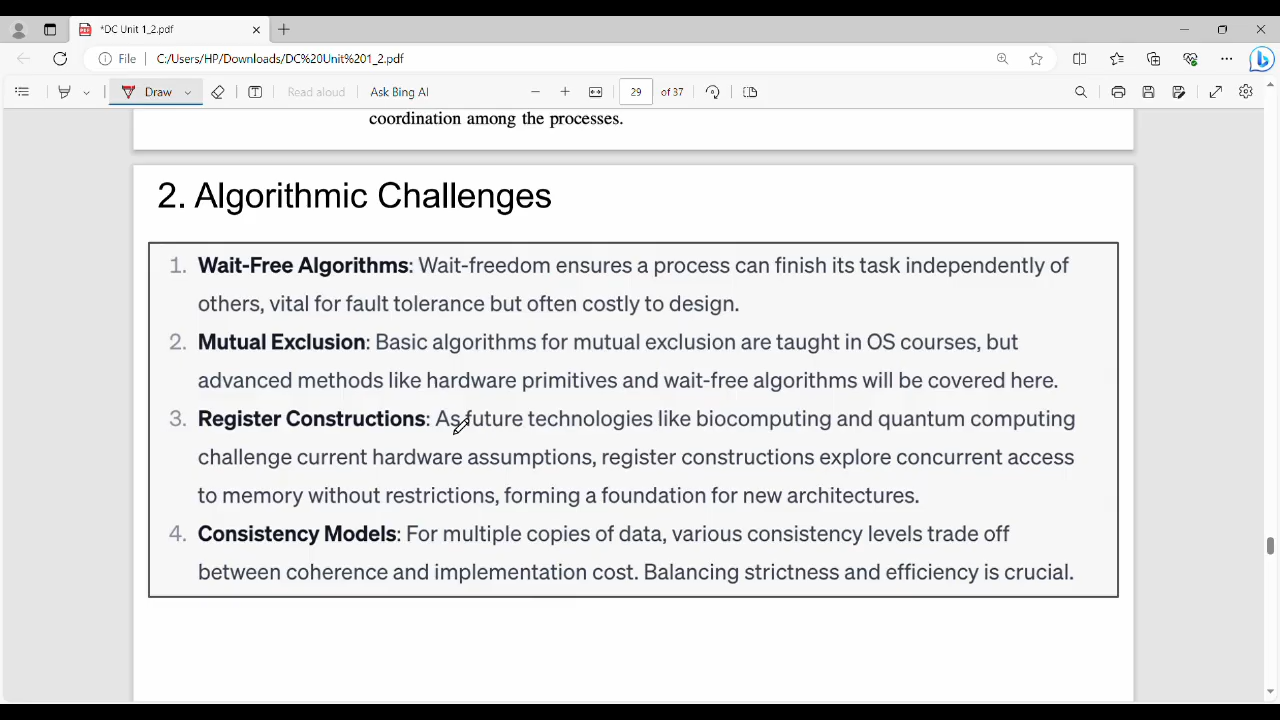 *DC Unit 1_2.pdf
File C:/Users/HP/Downloads/DC%20Unit%201_2.pdf
Draw Read aloud Ask Bing AI 29 of 37
coordination among the processes.
2. Algorithmic Challenges
1. Wait-Free Algorithms: Wait-freedom ensures a process can finish its task independently of
others, vital for fault tolerance but often costly to design.
2. Mutual Exclusion: Basic algorithms for mutual exclusion are taught in OS courses, but
advanced methods like hardware primitives and wait-free algorithms will be covered here.
3. Register Constructions: As future technologies like biocomputing and quantum computing
challenge current hardware assumptions, register constructions explore concurrent access
to memory without restrictions, forming a foundation for new architectures.
4. Consistency Models: For multiple copies of data, various consistency levels trade off
between coherence and implementation cost. Balancing strictness and efficiency is crucial.